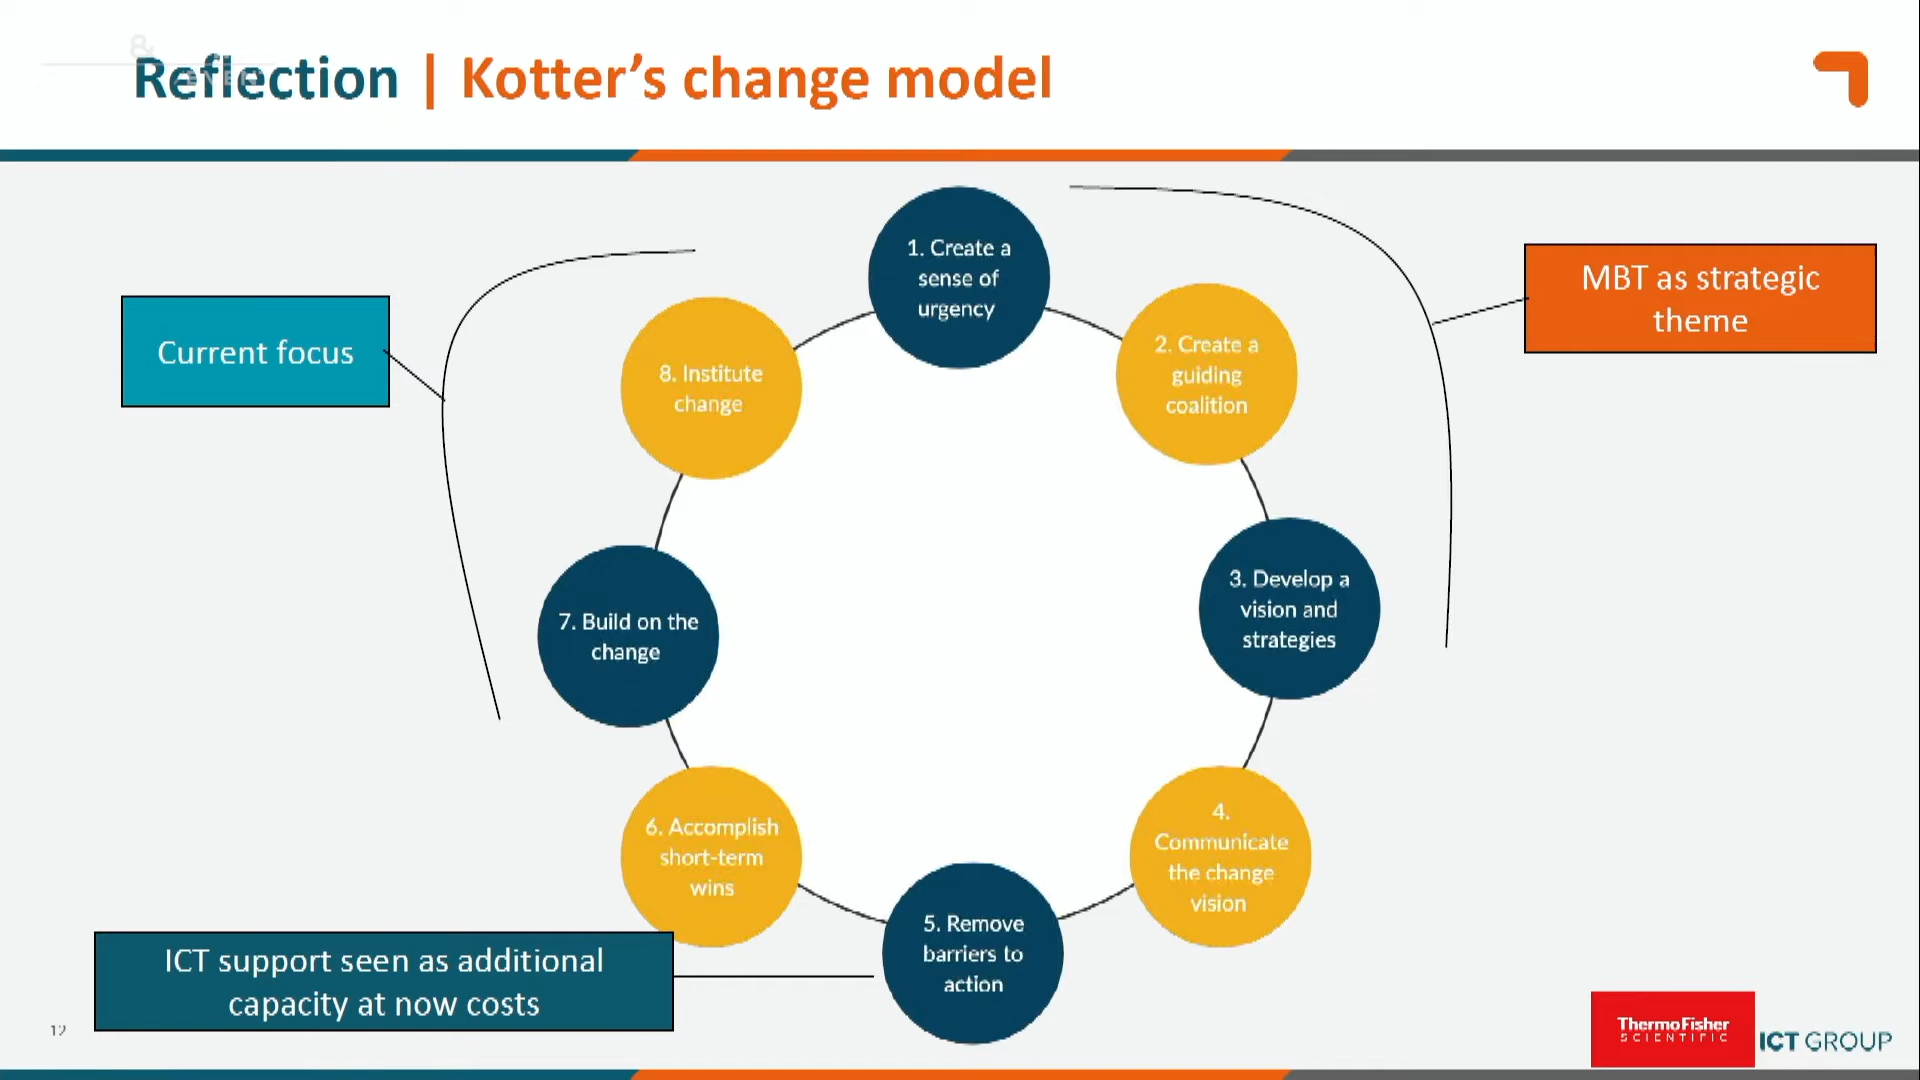 Reflection | Kotter's change model
1. Create a
sense of
urgency
MBT as strategic
theme
Current focus
2. Create a
guiding
coalition
8. Institute
change
3. Develop a
vision and
strategies
7. Build on the
change
4.
Communicate
the change
vision
6. Accomplish
short-term
wins
5. Remove
barriers to
action
ICT support seen as additional
capacity at now costs
12
ThermoFisher
SCIENTIFIC
ICT GROUP